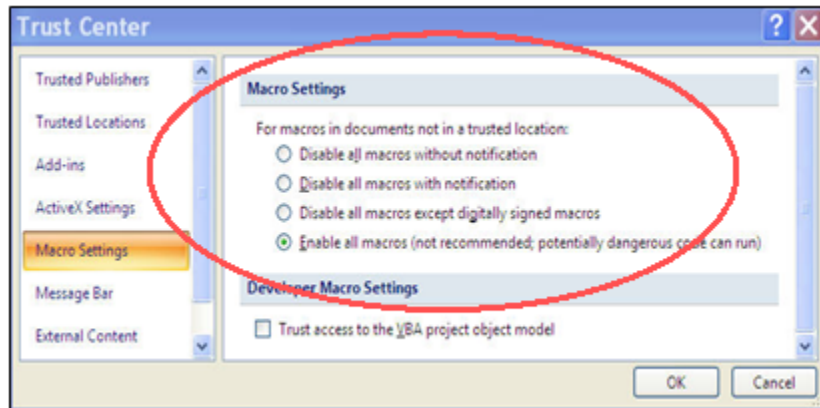 Trust Center
Trusted Publishers
Trusted Locations
Add-ins
ActiveX Settings
Macro Settings
Message Bar
External Content
Macro Settings
For macros in documents not in a trusted location:
Disable all macros without notification
Disable all macros with notification
Disable all macros except digitally signed macros
Enable all macros (not recommended; potentially dangerous code can run)
Developer Macro Settings
Trust access to the VBA project object model
OK
Cancel